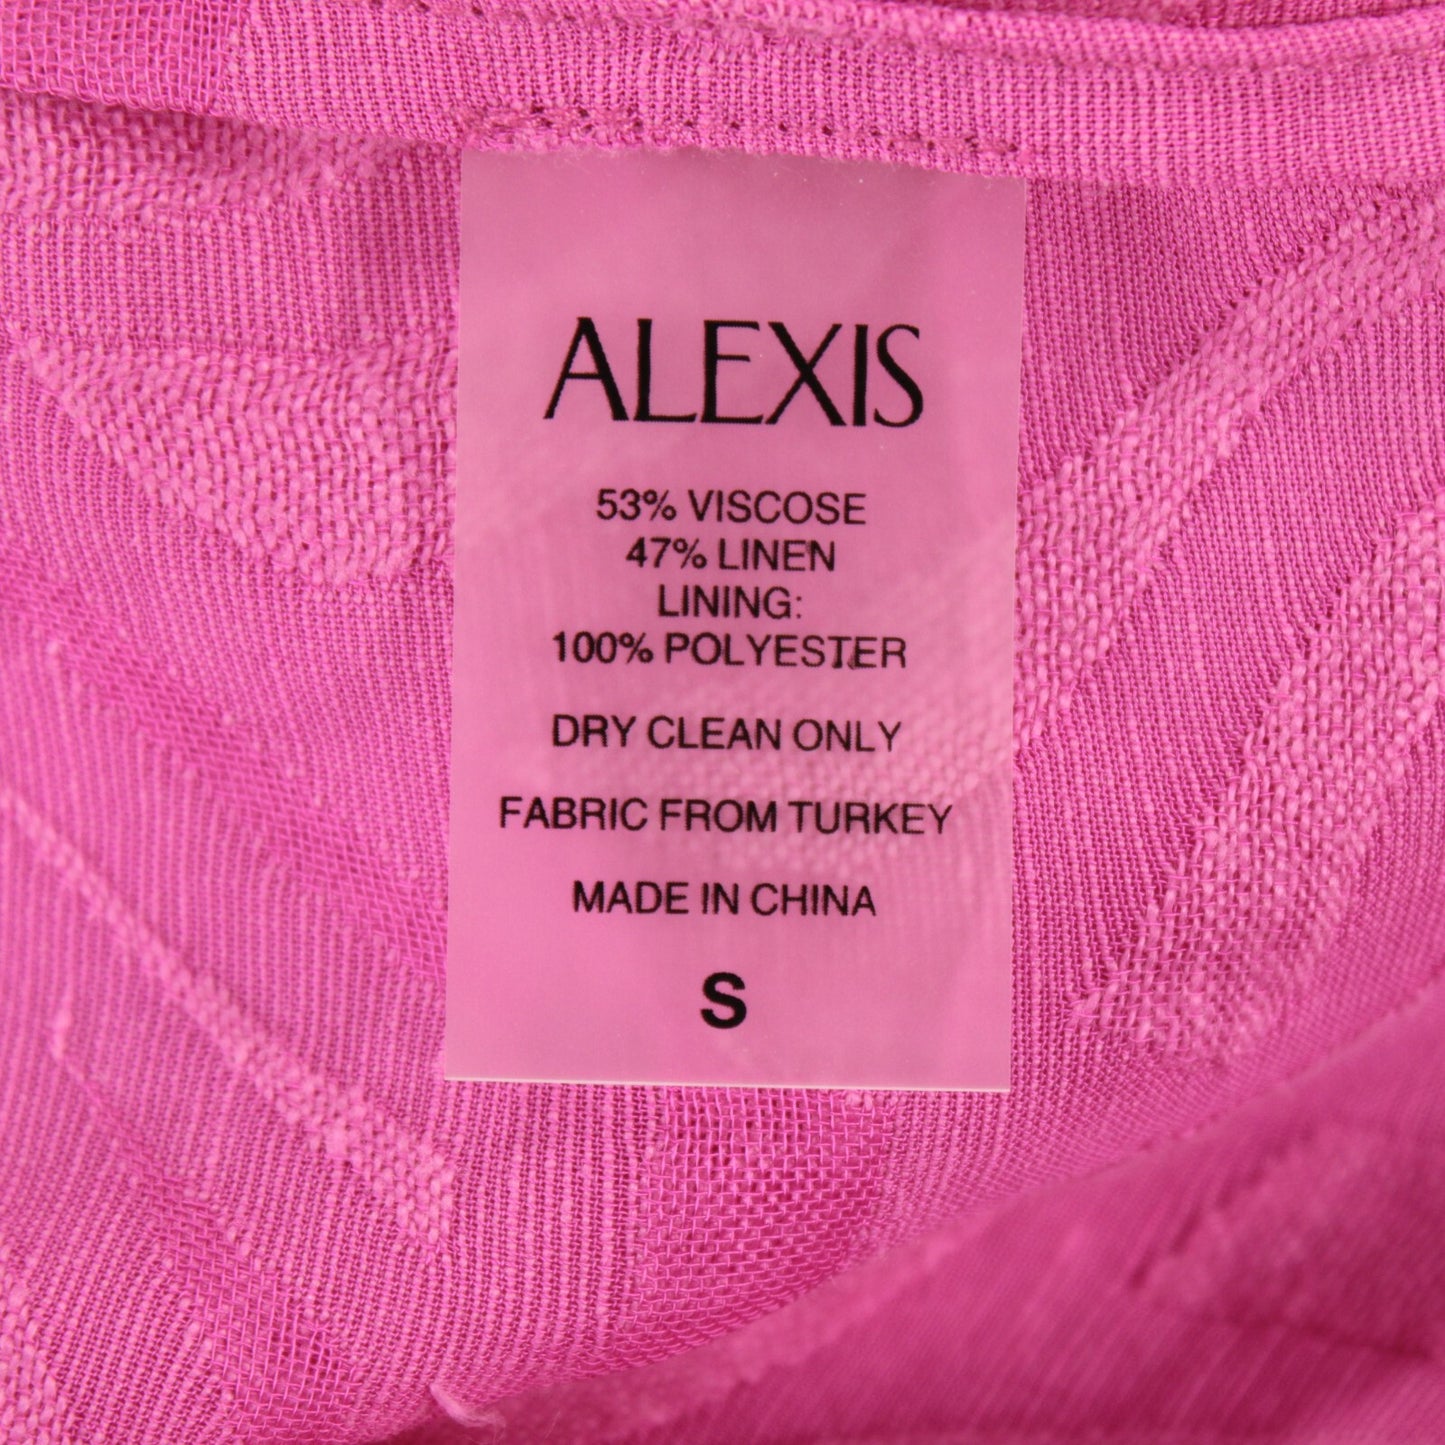 ALEXIS
53% VISCOSE
47% LINEN
LINING:
100% POLYESTER
DRY CLEAN ONLY
FABRIC FROM TURKEY
MADE IN CHINA
S